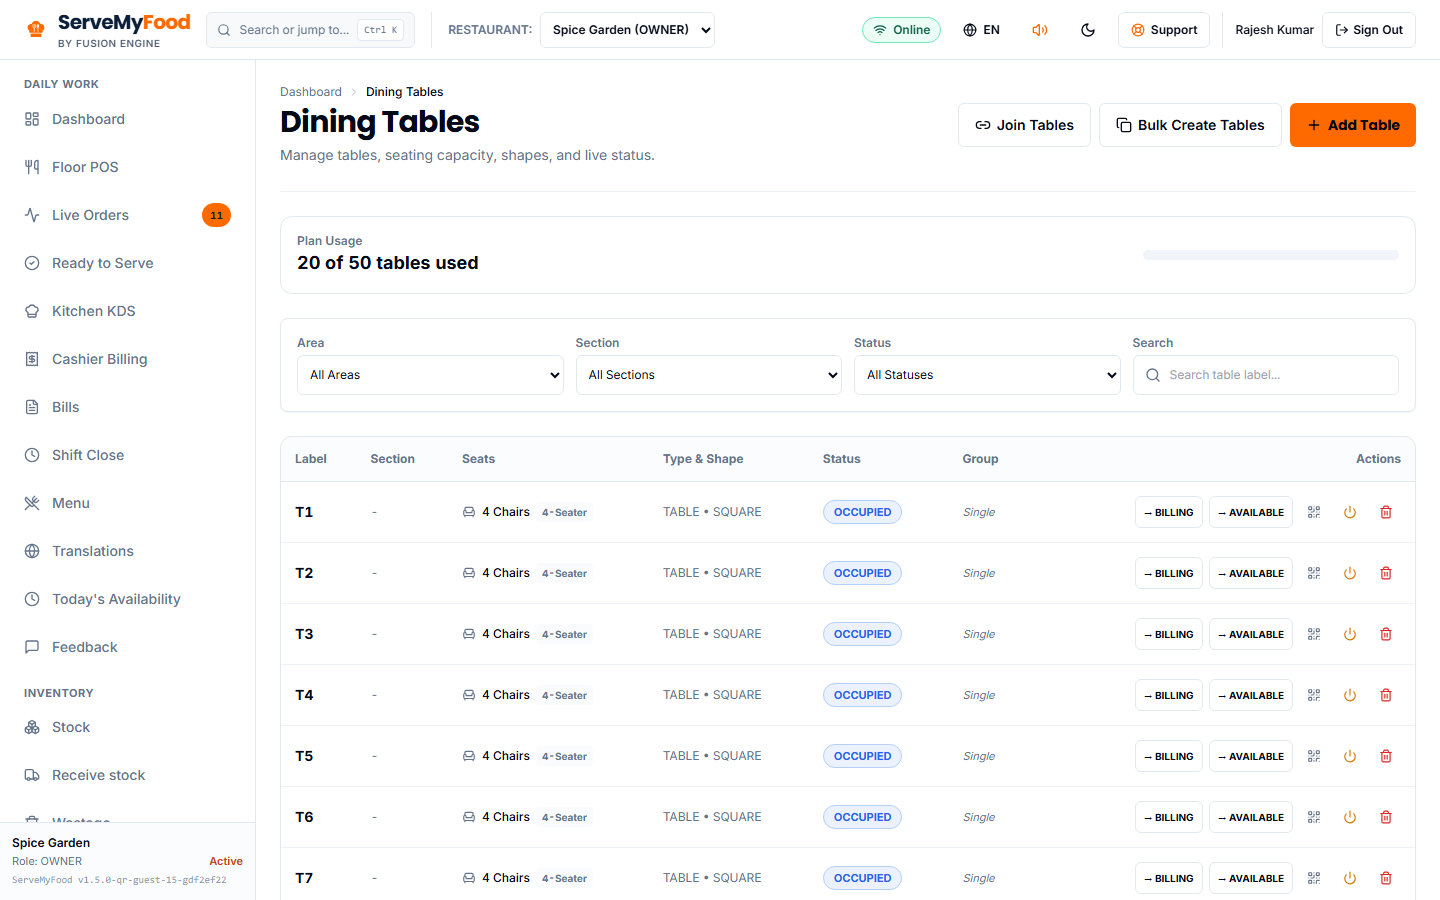 ServeMyFood
BY FUSION ENGINE
Search or jump to... Ctrl K
RESTAURANT: Spice Garden (OWNER)
Online
EN
Support
Rajesh Kumar
Sign Out
DAILY WORK
Dashboard
Floor POS
Live Orders 11
Ready to Serve
Kitchen KDS
Cashier Billing
Bills
Shift Close
Menu
Translations
Today's Availability
Feedback
INVENTORY
Stock
Receive stock
Wastage
Spice Garden
Role: OWNER Active
ServeMyFood v1.5.0-qr-guest-15-gdf2ef22
Dashboard > Dining Tables
Dining Tables
Manage tables, seating capacity, shapes, and live status.
Join Tables
Bulk Create Tables
+ Add Table
Plan Usage
20 of 50 tables used
Area Section Status Search
All Areas All Sections All Statuses Search table label...
Label Section Seats Type & Shape Status Group Actions
T1 - 4 Chairs 4-Seater TABLE • SQUARE OCCUPIED Single → BILLING → AVAILABLE
T2 - 4 Chairs 4-Seater TABLE • SQUARE OCCUPIED Single → BILLING → AVAILABLE
T3 - 4 Chairs 4-Seater TABLE • SQUARE OCCUPIED Single → BILLING → AVAILABLE
T4 - 4 Chairs 4-Seater TABLE • SQUARE OCCUPIED Single → BILLING → AVAILABLE
T5 - 4 Chairs 4-Seater TABLE • SQUARE OCCUPIED Single → BILLING → AVAILABLE
T6 - 4 Chairs 4-Seater TABLE • SQUARE OCCUPIED Single → BILLING → AVAILABLE
T7 - 4 Chairs 4-Seater TABLE • SQUARE OCCUPIED Single → BILLING → AVAILABLE